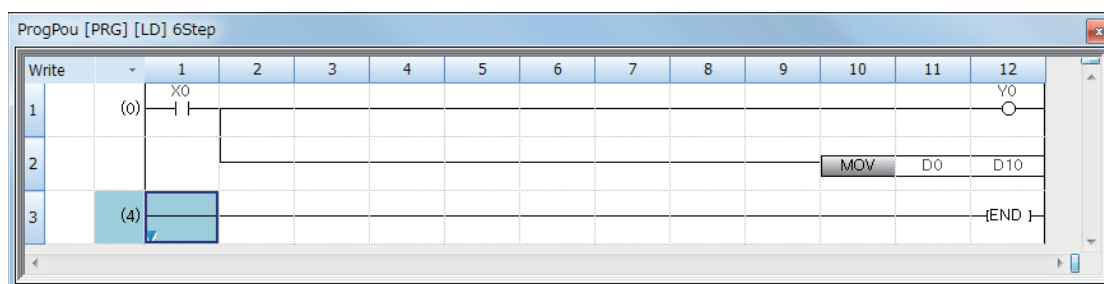 ProgPou [PRG] [LD] 6Step
Write 1 2 3 4 5 6 7 8 9 10 11 12
X0 Y0
1 (0)
2 MOV D0 D10
3 (4) [END ]